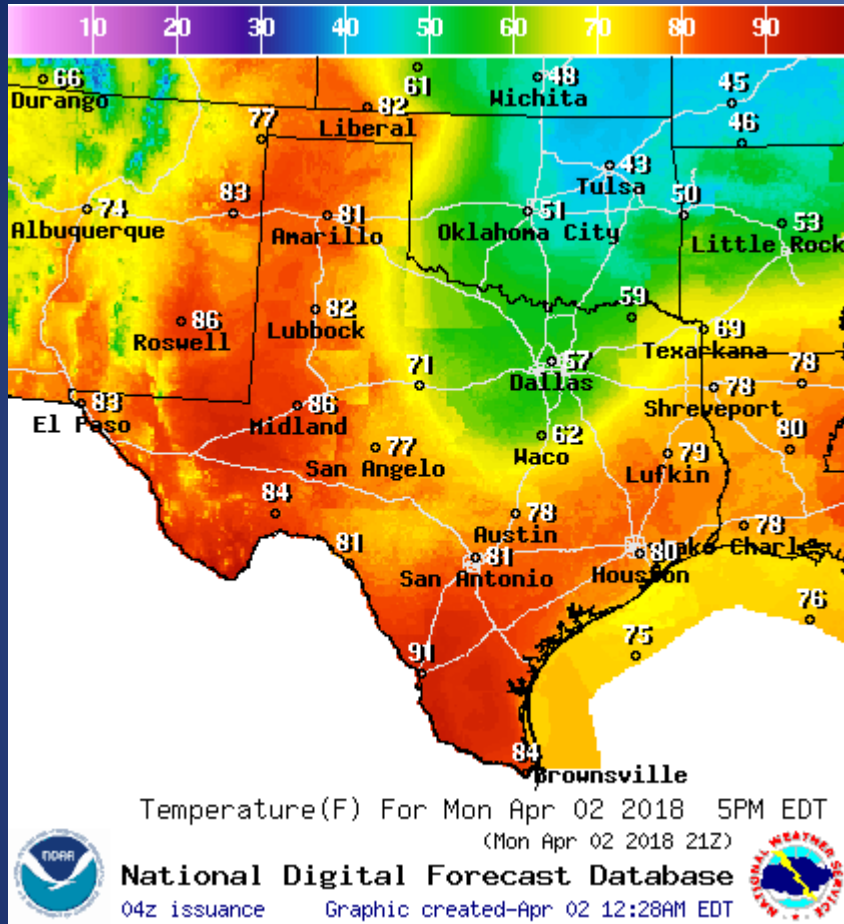 10 20 30 40 50 60 70 80 90
66 61 48 45
Durango Wichita
77 82 46
Liberal
43
Tulsa
74 83 81 51 50 53
Albuquerque Amarillo Oklahoma City Little Rock
86 82 59 69
Roswell Lubbock Texarkana
71 57 78 78
Dallas Shreveport
83 86
El Paso Midland
77 62 79 80
San Angelo Waco Lufkin
84 78 78
Austin
81 81 80 Lake Charles
San Antonio Houston
76
91 75
84
Brownsville
Temperature(F) For Mon Apr 02 2018 5PM EDT
(Mon Apr 02 2018 21Z)
National Digital Forecast Database
04z issuance Graphic created-Apr 02 12:28AM EDT
NOAA
NATIONAL WEATHER SERVICE